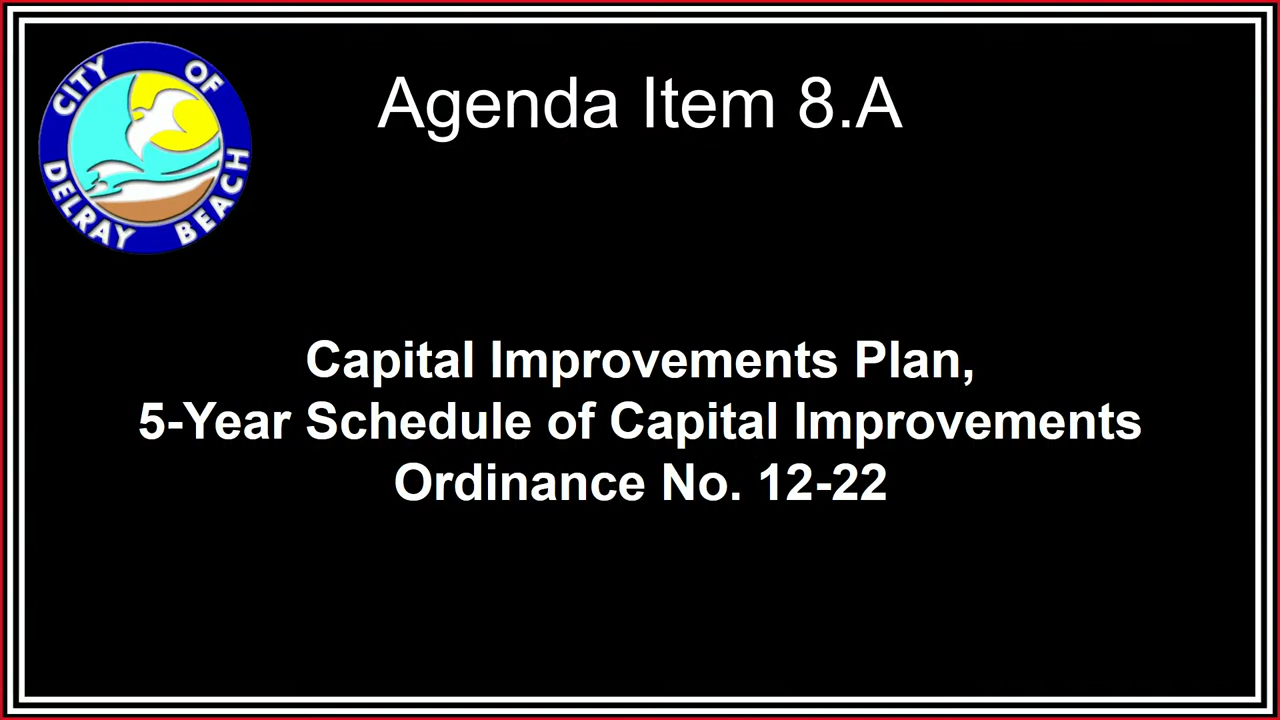 CITY OF
DELRAY BEACH
Agenda Item 8.A
Capital Improvements Plan,
5-Year Schedule of Capital Improvements
Ordinance No. 12-22